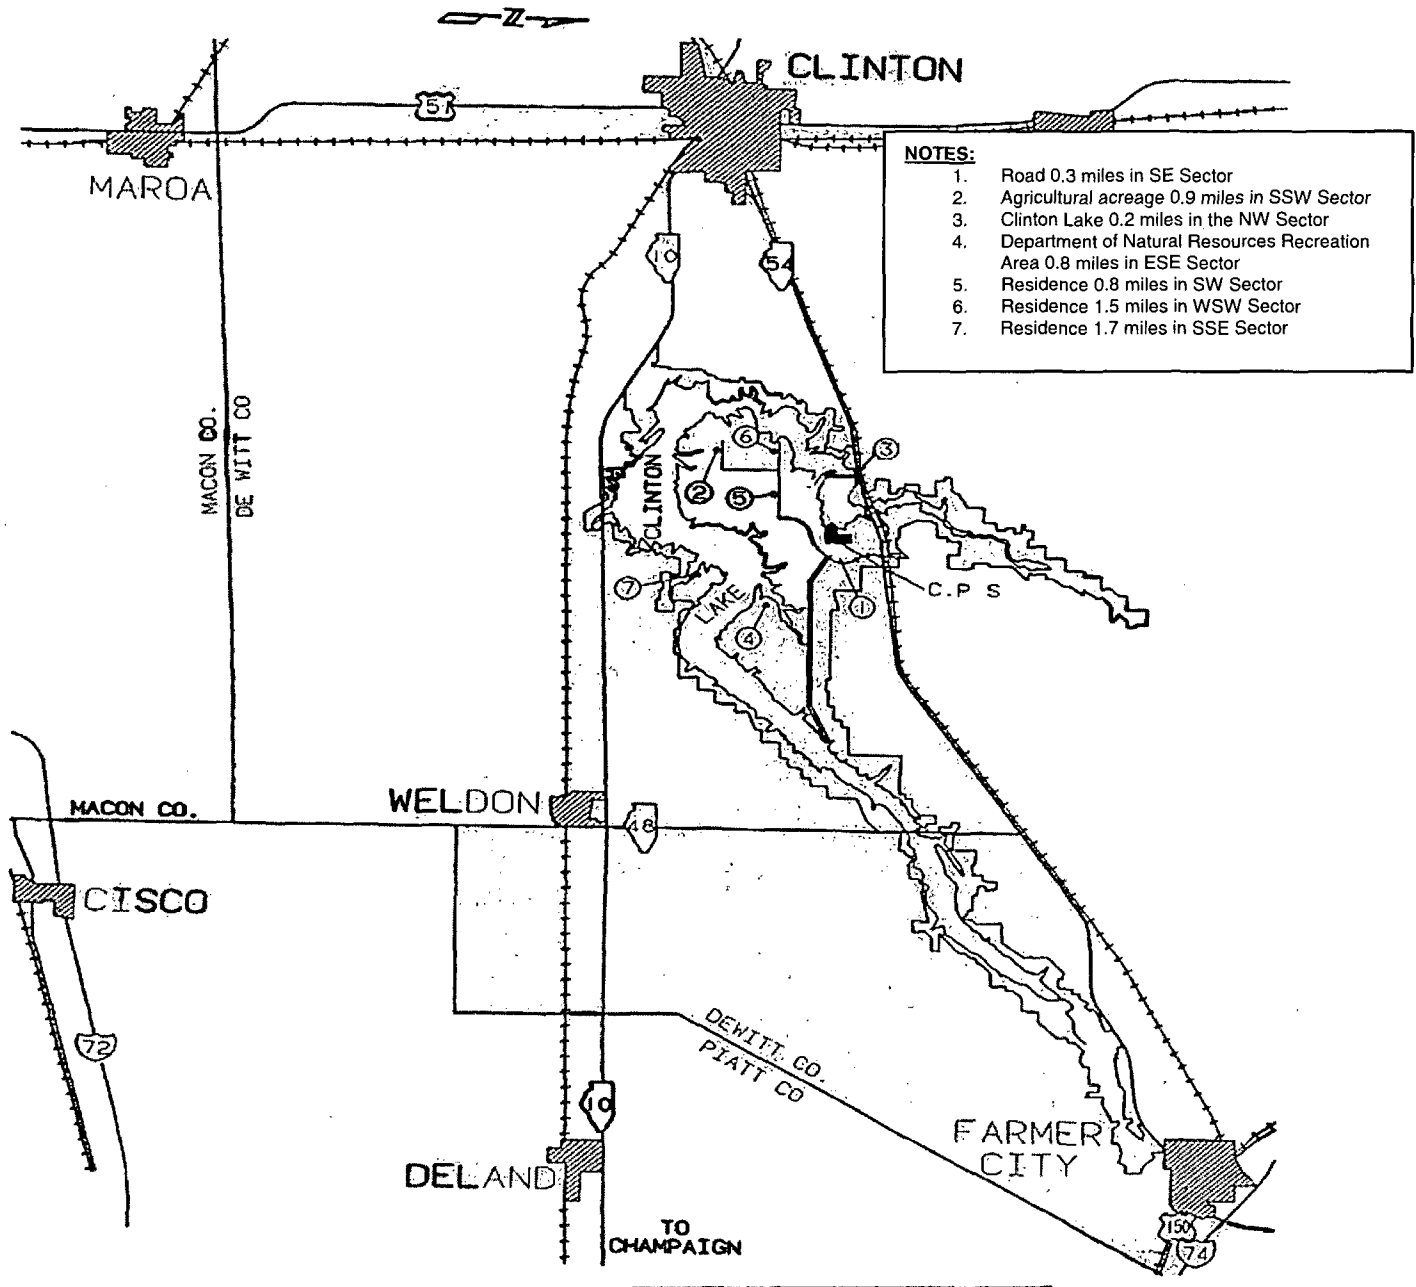 Z
CLINTON
51
MAROA
NOTES:
1. Road 0.3 miles in SE Sector
2. Agricultural acreage 0.9 miles in SSW Sector
3. Clinton Lake 0.2 miles in the NW Sector
4. Department of Natural Resources Recreation
Area 0.8 miles in ESE Sector
5. Residence 0.8 miles in SW Sector
6. Residence 1.5 miles in WSW Sector
7. Residence 1.7 miles in SSE Sector
10
54
MACON CO.
DE WITT CO
6
3
CLINTON
2
5
7
LAKE
C.P S
1
4
WELDON
MACON CO.
48
CISCO
72
DEWITT CO.
PIATT CO
10
FARMER
CITY
DELAND
TO
CHAMPAIGN
150
74